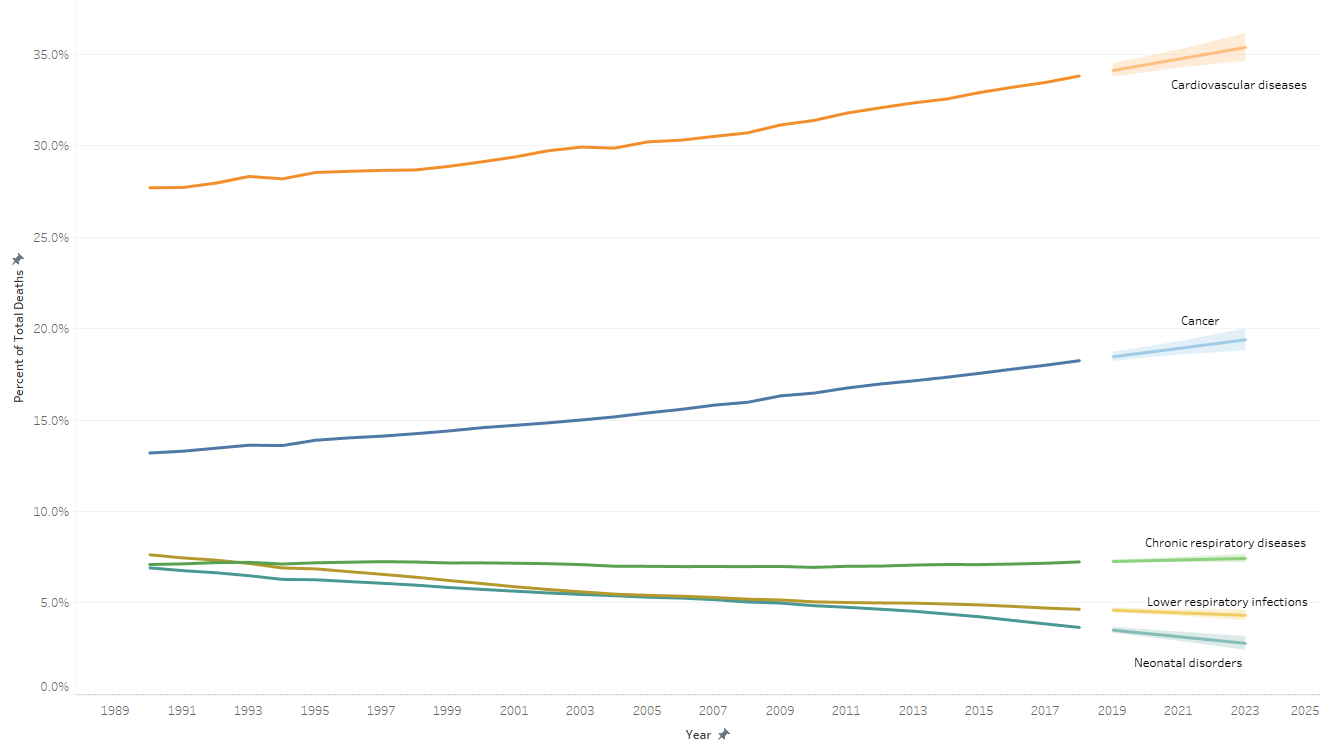 35.0%
Cardiovascular diseases
30.0%
25.0%
20.0%
Cancer
15.0%
10.0%
Chronic respiratory diseases
5.0%
Lower respiratory infections
Neonatal disorders
0.0%
Percent of Total Deaths
1989 1991 1993 1995 1997 1999 2001 2003 2005 2007 2009 2011 2013 2015 2017 2019 2021 2023 2025
Year